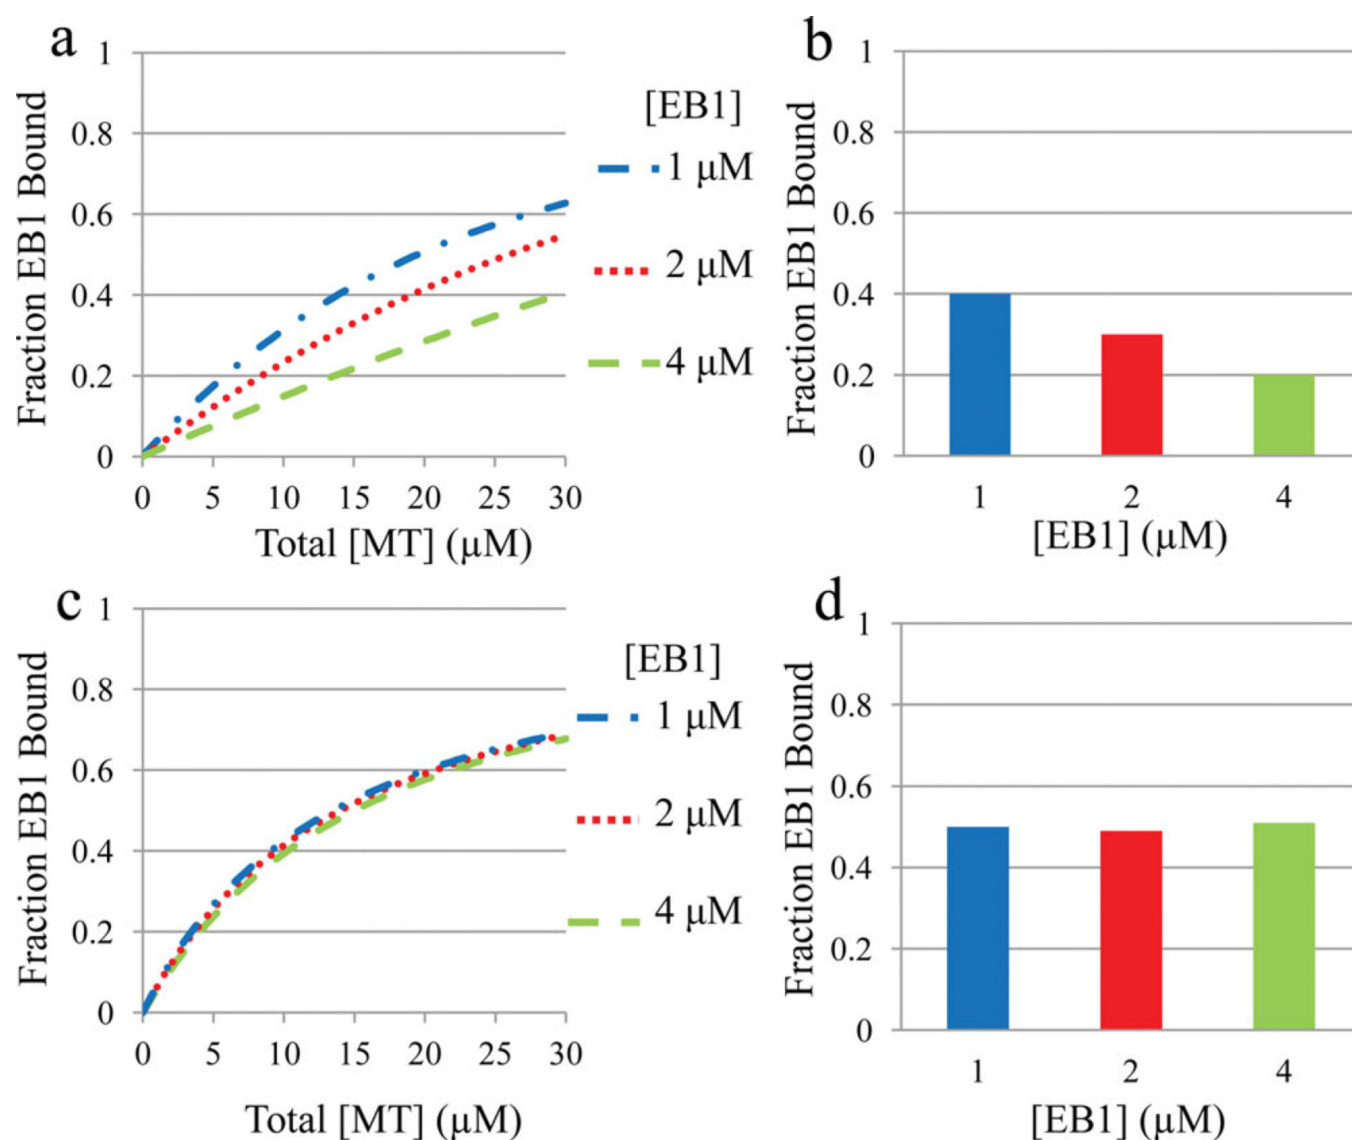 a
Fraction EB1 Bound
1
0.8
0.6
0.4
0.2
0
0 5 10 15 20 25 30
Total [MT] (µM)
[EB1]
1 µM
2 µM
4 µM
b
Fraction EB1 Bound
1
0.8
0.6
0.4
0.2
0
1 2 4
[EB1] (µM)
c
Fraction EB1 Bound
1
0.8
0.6
0.4
0.2
0
0 5 10 15 20 25 30
Total [MT] (µM)
[EB1]
1 µM
2 µM
4 µM
d
Fraction EB1 Bound
1
0.8
0.6
0.4
0.2
0
1 2 4
[EB1] (µM)